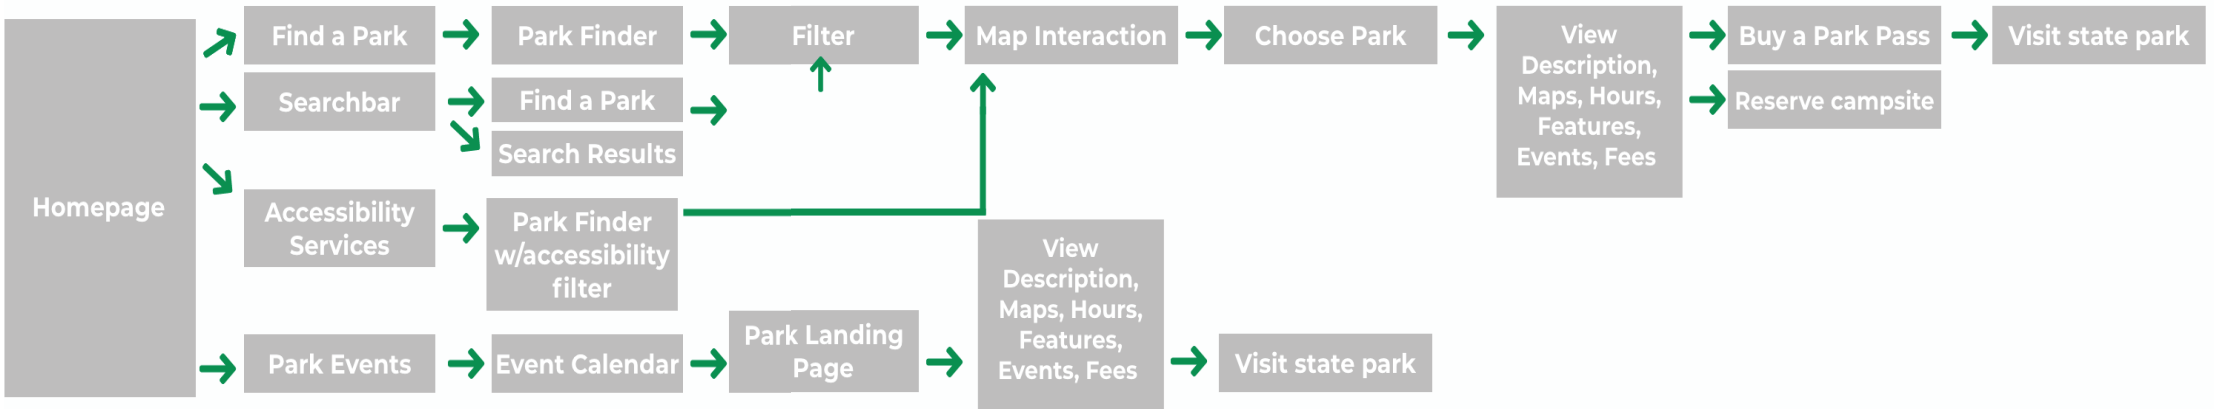 Homepage
Find a Park
Park Finder
Filter
Map Interaction
Choose Park
View
Description,
Maps, Hours,
Features,
Events, Fees
Buy a Park Pass
Visit state park
Reserve campsite
Searchbar
Find a Park
Search Results
Accessibility
Services
Park Finder
w/accessibility
filter
Park Events
Event Calendar
Park Landing
Page
View
Description,
Maps, Hours,
Features,
Events, Fees
Visit state park